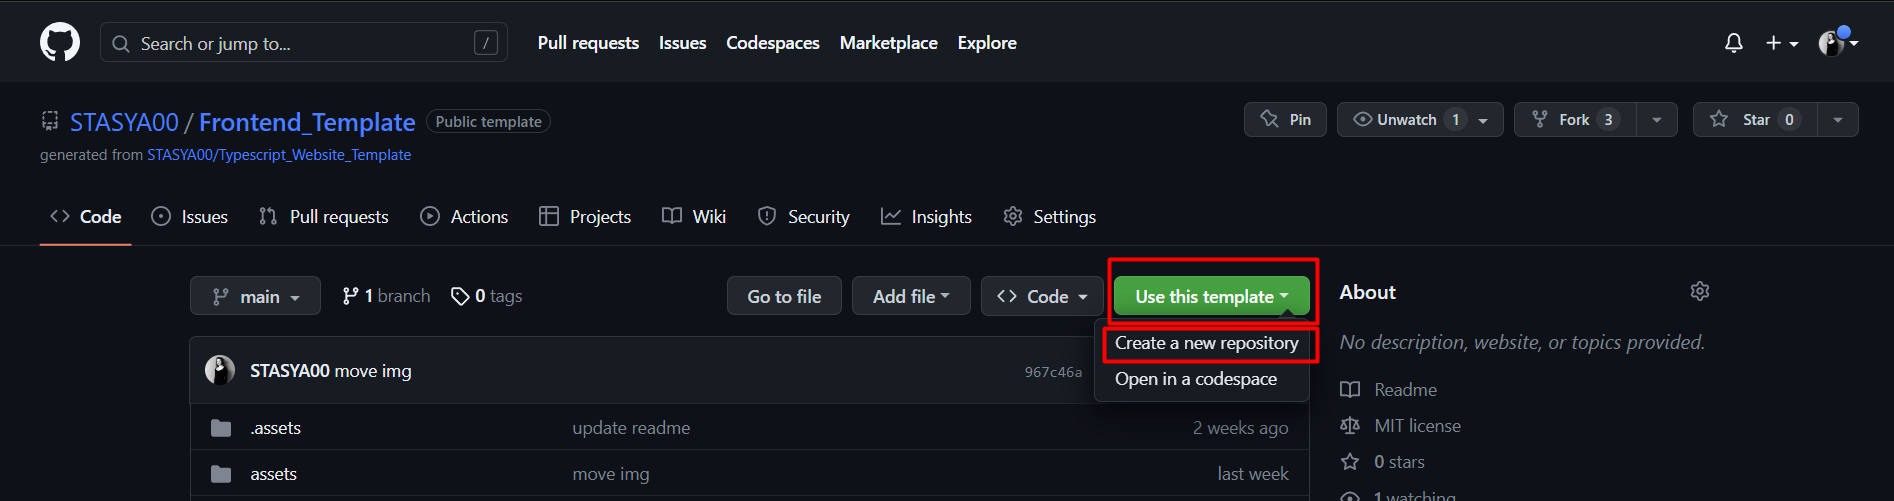 Search or jump to... / Pull requests Issues Codespaces Marketplace Explore
STASYA00 / Frontend_Template Public template Pin Unwatch 1 Fork 3 Star 0
generated from STASYA00/Typescript_Website_Template
Code Issues Pull requests Actions Projects Wiki Security Insights Settings
main 1 branch 0 tags Go to file Add file Code Use this template About
Create a new repository No description, website, or topics provided.
STASYA00 move img 967c46a Open in a codespace Readme
.assets update readme 2 weeks ago MIT license
0 stars
assets move img last week
1 watching